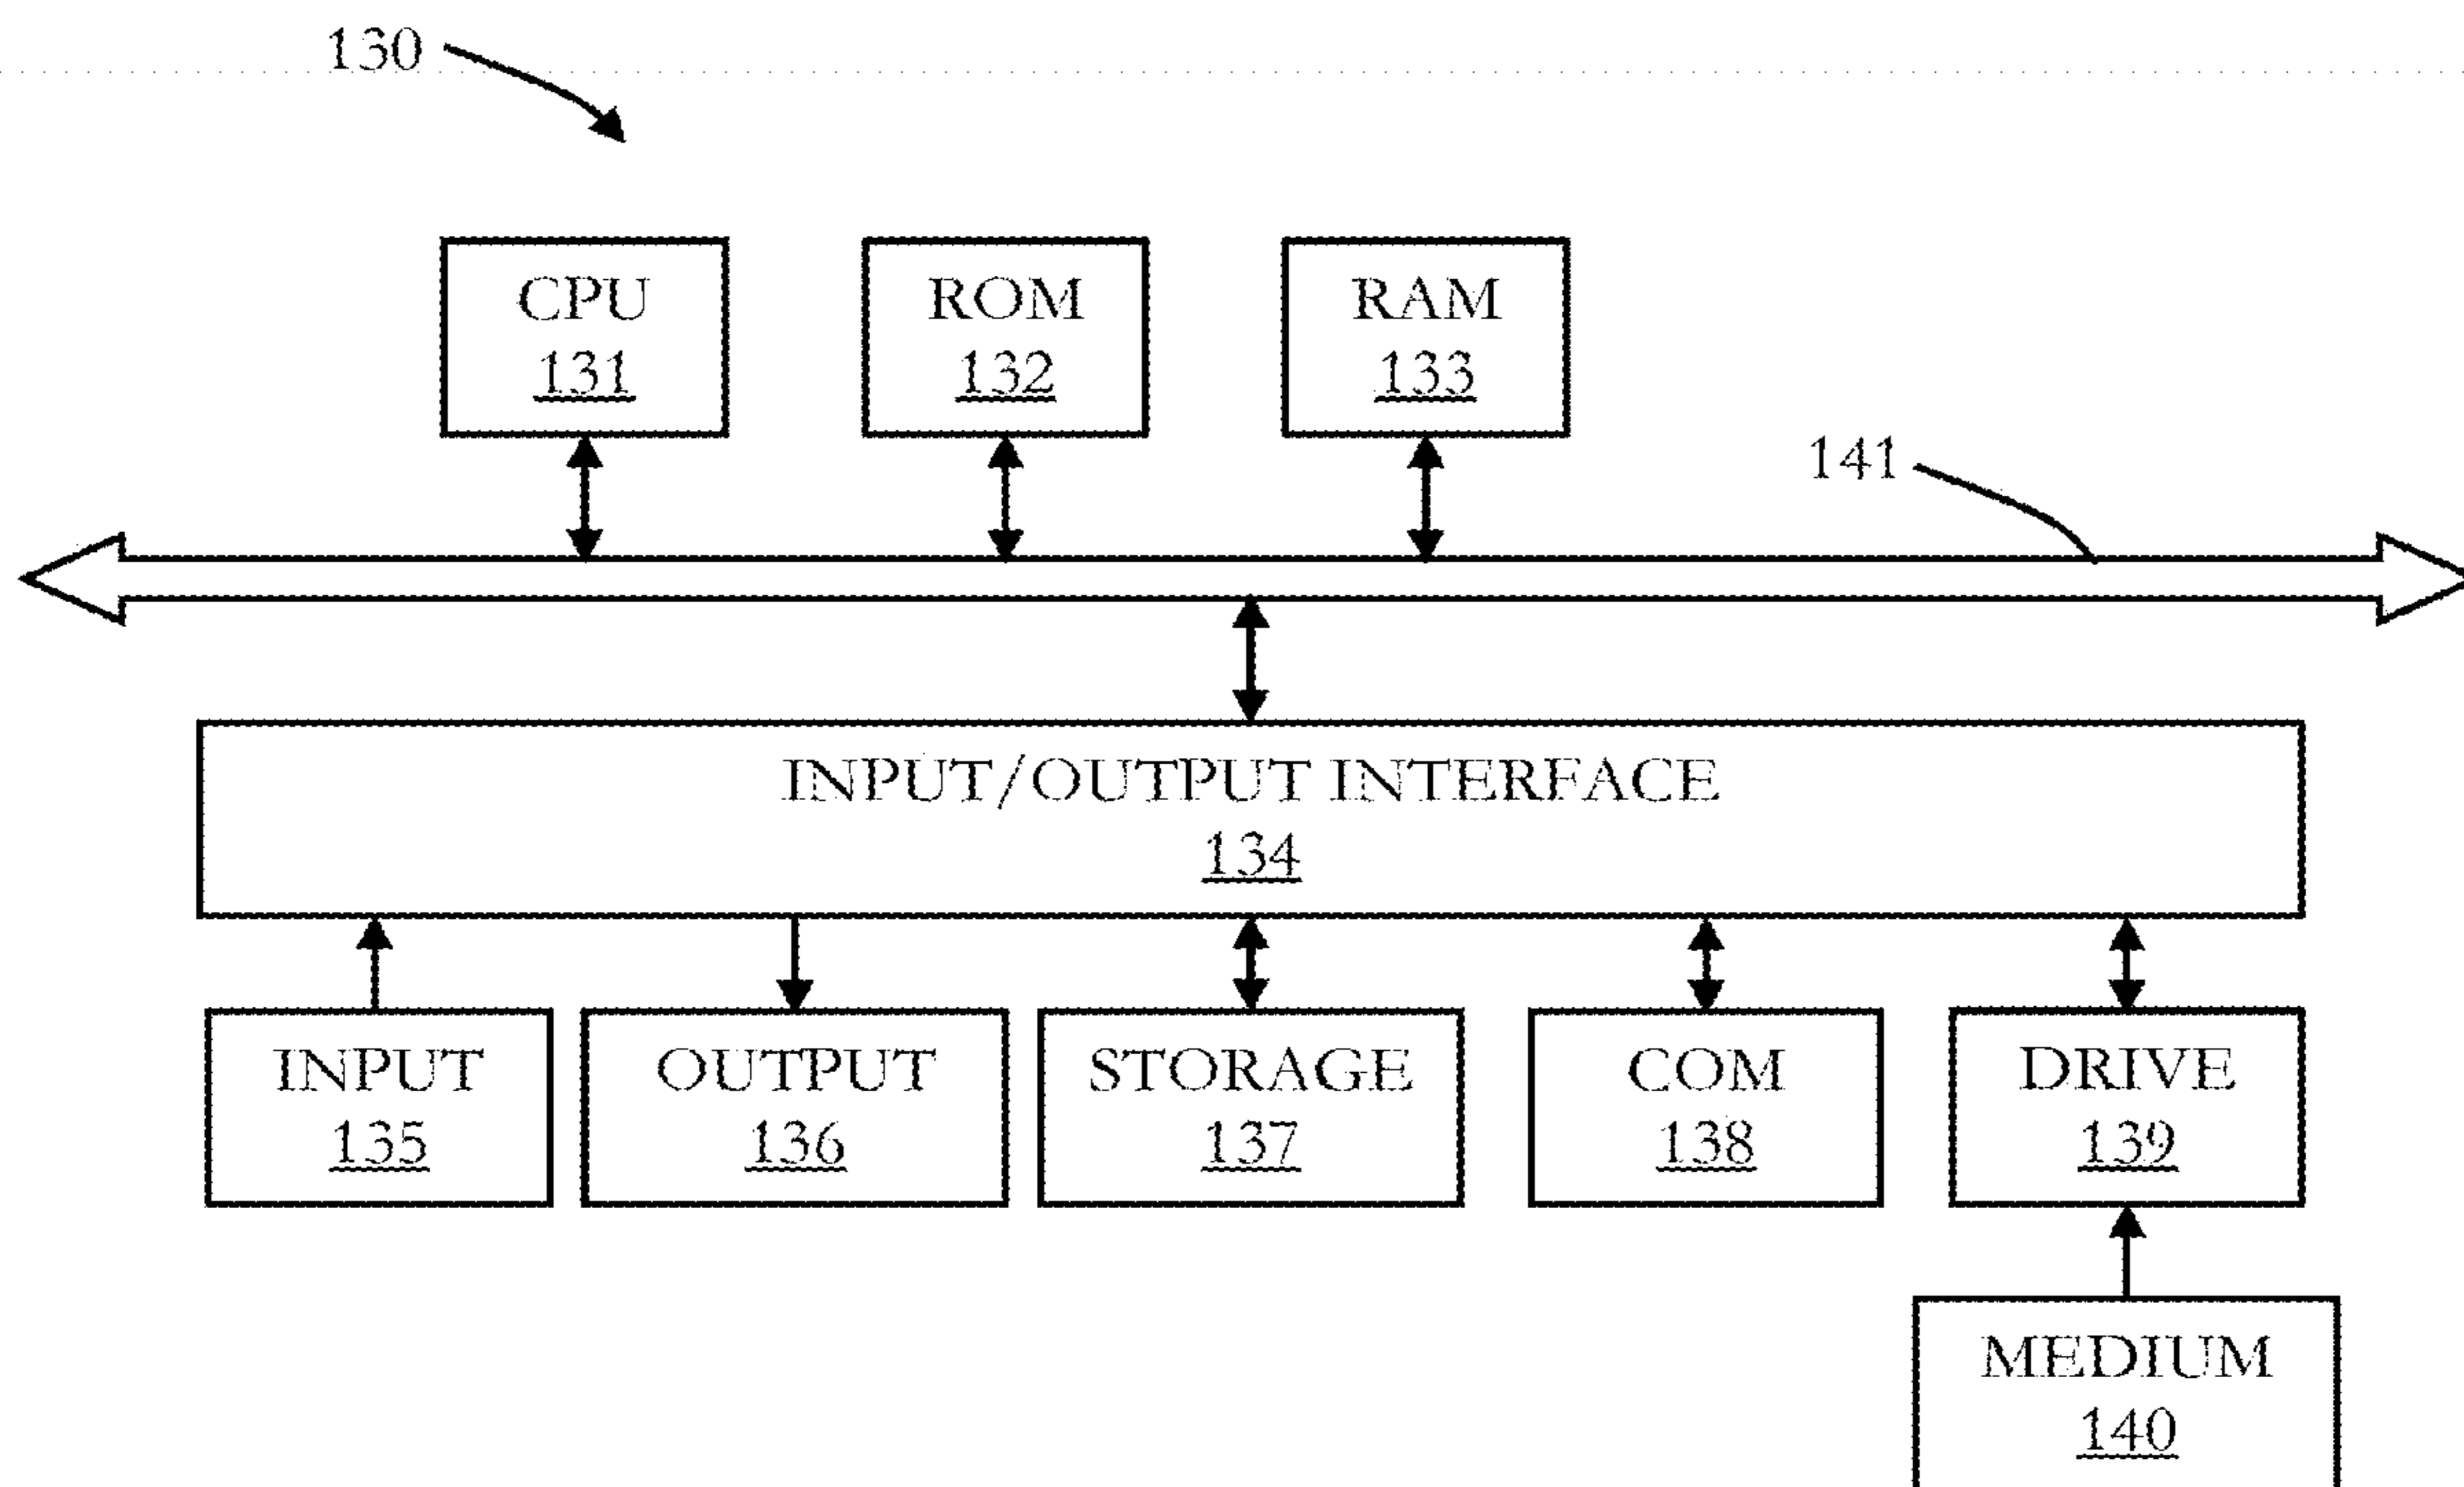 130
CPU
131
ROM
132
RAM
133
141
INPUT/OUTPUT INTERFACE
134
INPUT
135
OUTPUT
136
STORAGE
137
COM
138
DRIVE
139
MEDIUM
140